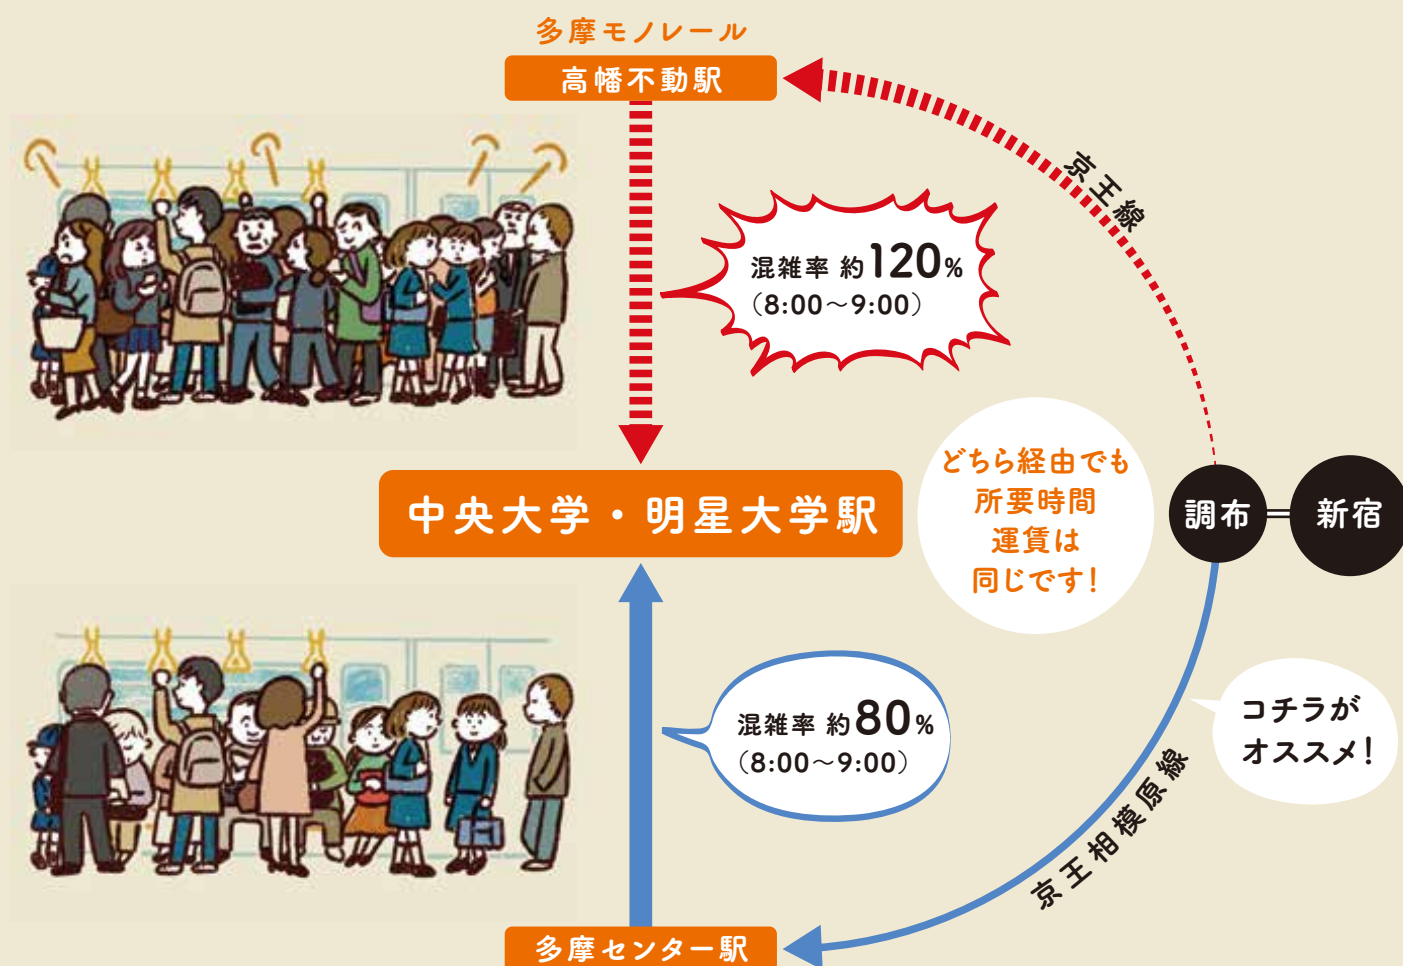 多摩モノレール
高幡不動駅
京王線
混雑率 約120%
（8:00〜9:00）
どちら経由でも
所要時間
運賃は
同じです！
中央大学・明星大学駅
調布
新宿
混雑率 約80%
（8:00〜9:00）
コチラが
オススメ！
京王相模原線
多摩センター駅